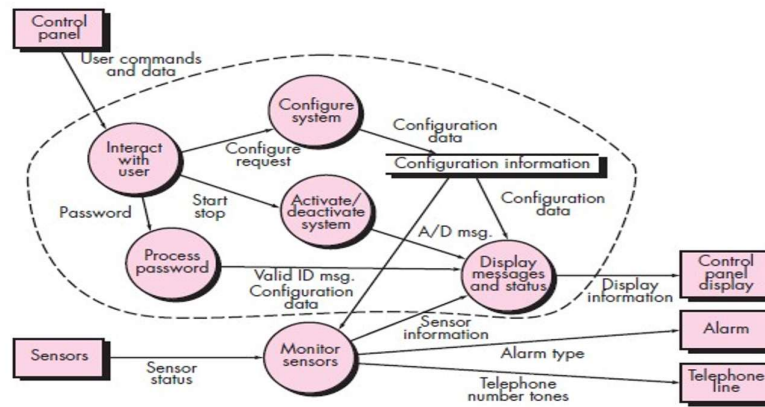 Control
panel
User commands
and data
Configure
system
Configuration
data
Interact
with
user
Configure
request
Configuration information
Start
stop
Activate/
deactivate
system
Configuration
data
Password
A/D msg.
Process
password
Valid ID msg.
Configuration
data
Display
messages
and status
Display
information
Control
panel
display
Sensor
information
Alarm
Sensors
Sensor
status
Monitor
sensors
Alarm type
Telephone
number tones
Telephone
line